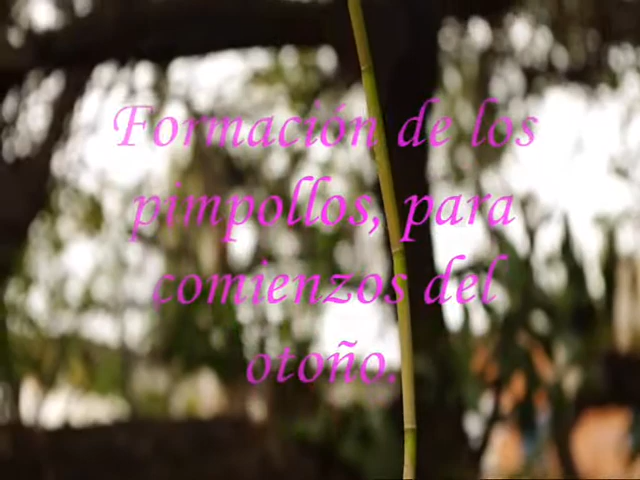 Formación de los
pimpollos, para
comienzos del
otoño.